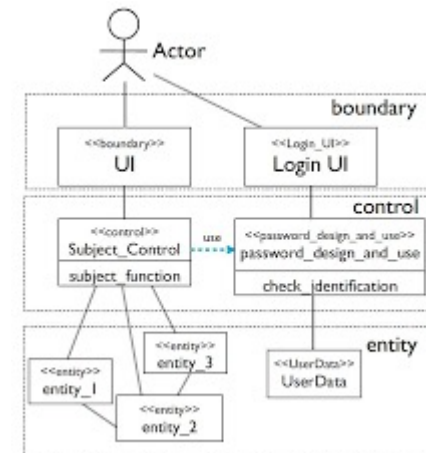 Actor
boundary
<<boundary>>
UI
<<Login_UI>>
Login UI
control
<<control>>
Subject_Control
subject_function
use
<<password_design_and_use>>
password_design_and_use
check_identification
entity
<<entity>>
entity_1
<<entity>>
entity_3
<<entity>>
entity_2
<<UserData>>
UserData